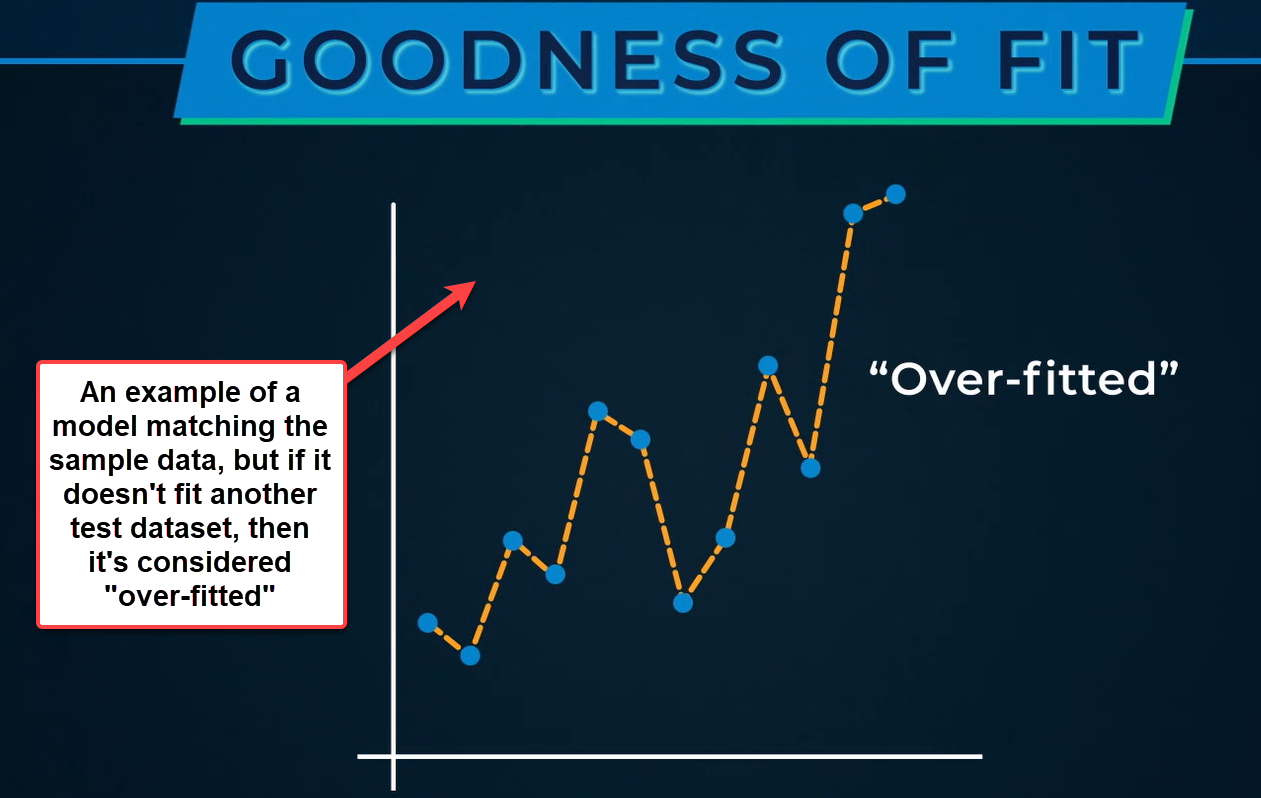 GOODNESS OF FIT
An example of a
model matching the
sample data, but if it
doesn't fit another
test dataset, then
it's considered
"over-fitted"
“Over-fitted”